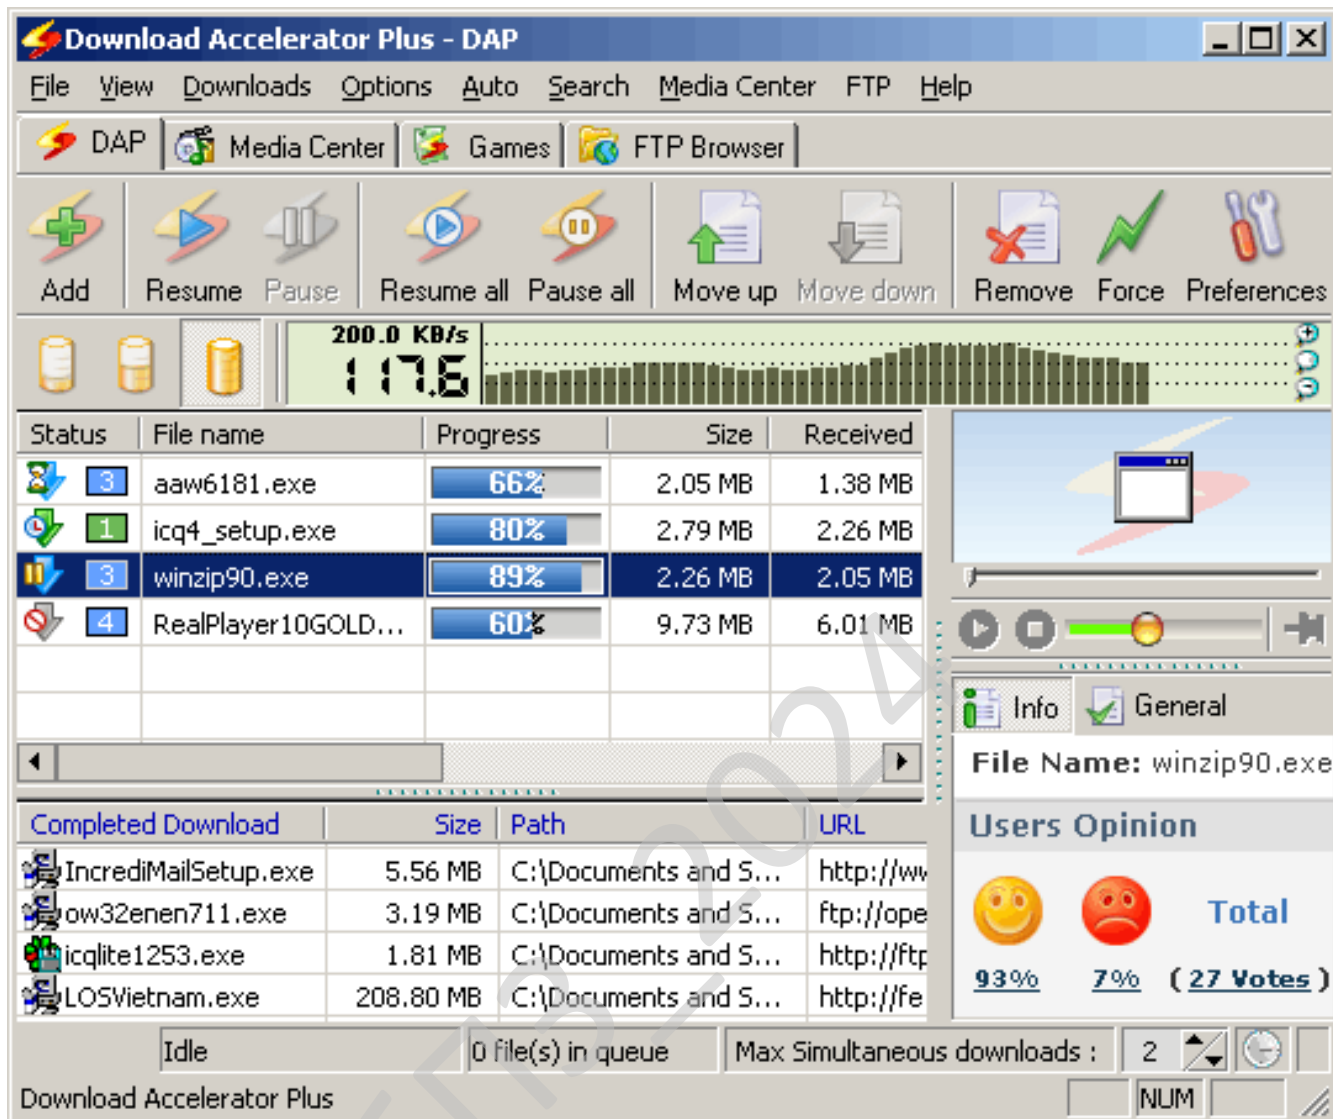 Download Accelerator Plus - DAP
File View Downloads Options Auto Search Media Center FTP Help
DAP Media Center Games FTP Browser
Add Resume Pause Resume all Pause all Move up Move down Remove Force Preferences
200.0 KB/s
117.6
Status File name Progress Size Received
3 aaw6181.exe 66% 2.05 MB 1.38 MB
1 icq4_setup.exe 80% 2.79 MB 2.26 MB
3 winzip90.exe 89% 2.26 MB 2.05 MB
4 RealPlayer10GOLD... 60% 9.73 MB 6.01 MB
Info General
File Name: winzip90.exe
Users Opinion
Total
93% 7% ( 27 Votes )
Completed Download Size Path URL
IncrediMailSetup.exe 5.56 MB C:\Documents and S... http://ww
ow32enen711.exe 3.19 MB C:\Documents and S... ftp://ope
icqlite1253.exe 1.81 MB C:\Documents and S... http://ftp
LOSVietnam.exe 208.80 MB C:\Documents and S... http://fe
Idle 0 file(s) in queue Max Simultaneous downloads : 2
Download Accelerator Plus NUM